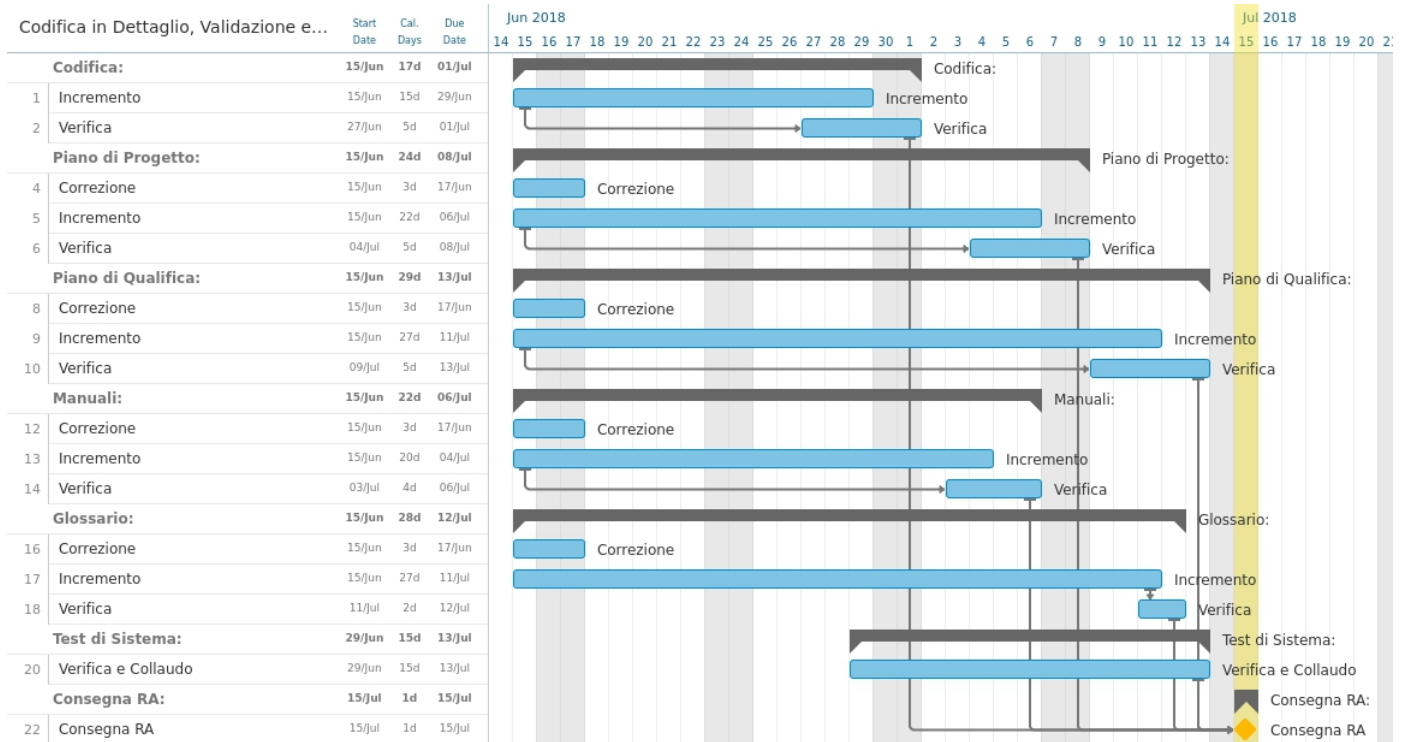 Codifica in Dettaglio, Validazione e...
Start Date
Cal. Days
Due Date
Jun 2018
Jul 2018
14 15 16 17 18 19 20 21 22 23 24 25 26 27 28 29 30 1 2 3 4 5 6 7 8 9 10 11 12 13 14 15 16 17 18 19 20
Codifica: 15/Jun 17d 01/Jul Codifica:
1 Incremento 15/Jun 15d 29/Jun Incremento
2 Verifica 27/Jun 5d 01/Jul Verifica
Piano di Progetto: 15/Jun 24d 08/Jul Piano di Progetto:
4 Correzione 15/Jun 3d 17/Jun Correzione
5 Incremento 15/Jun 22d 06/Jul Incremento
6 Verifica 04/Jul 5d 08/Jul Verifica
Piano di Qualifica: 15/Jun 29d 13/Jul Piano di Qualifica:
8 Correzione 15/Jun 3d 17/Jun Correzione
9 Incremento 15/Jun 27d 11/Jul Incremento
10 Verifica 09/Jul 5d 13/Jul Verifica
Manuali: 15/Jun 22d 06/Jul Manuali:
12 Correzione 15/Jun 3d 17/Jun Correzione
13 Incremento 15/Jun 20d 04/Jul Incremento
14 Verifica 03/Jul 4d 06/Jul Verifica
Glossario: 15/Jun 28d 12/Jul Glossario:
16 Correzione 15/Jun 3d 17/Jun Correzione
17 Incremento 15/Jun 27d 11/Jul Incremento
18 Verifica 11/Jul 2d 12/Jul Verifica
Test di Sistema: 29/Jun 15d 13/Jul Test di Sistema:
20 Verifica e Collaudo 29/Jun 15d 13/Jul Verifica e Collaudo
Consegna RA: 15/Jul 1d 15/Jul Consegna RA:
22 Consegna RA 15/Jul 1d 15/Jul Consegna RA